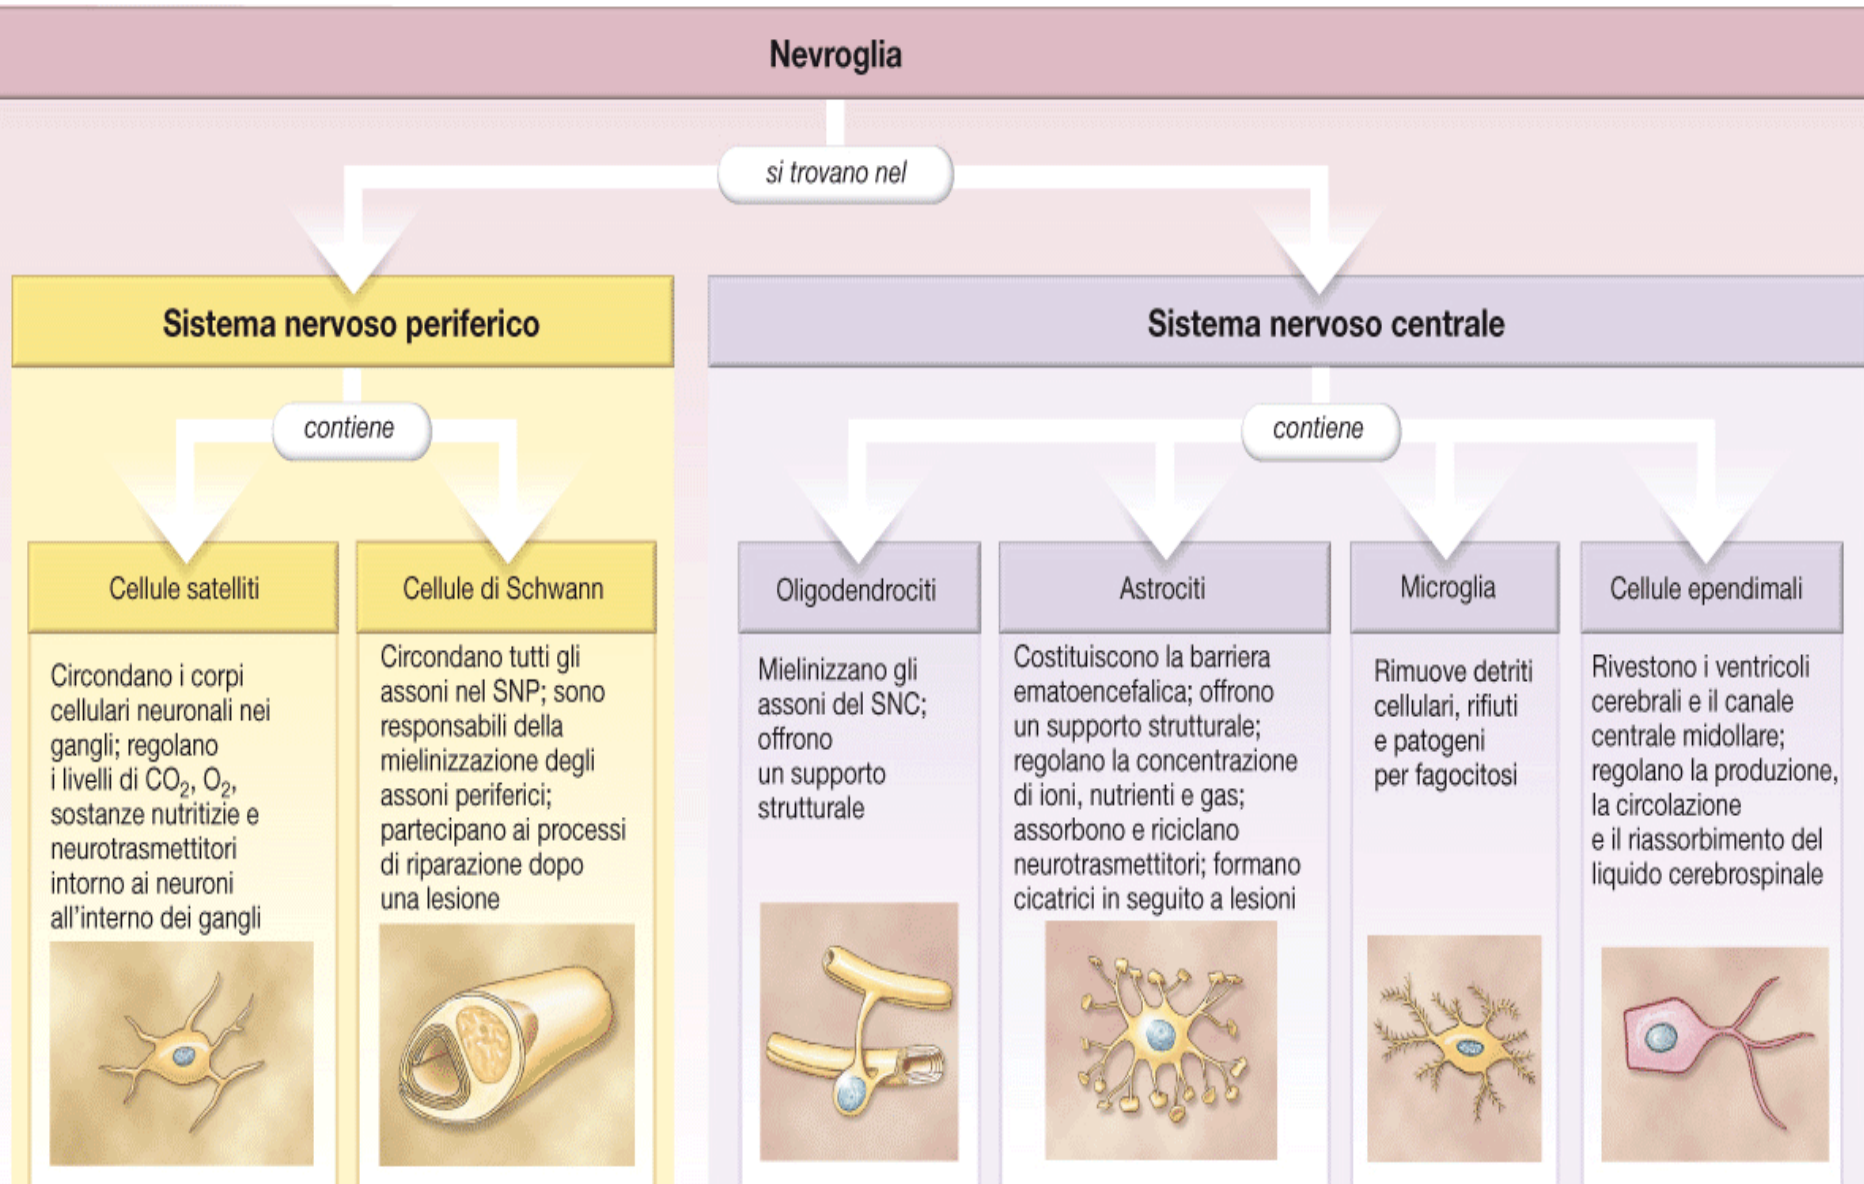 Nevroglia
si trovano nel
Sistema nervoso periferico
contiene
Cellule satelliti
Circondano i corpi
cellulari neuronali nei
gangli; regolano
i livelli di CO₂, O₂,
sostanze nutritizie e
neurotrasmettitori
intorno ai neuroni
all'interno dei gangli
Cellule di Schwann
Circondano tutti gli
assoni nel SNP; sono
responsabili della
mielinizzazione degli
assoni periferici;
partecipano ai processi
di riparazione dopo
una lesione
Sistema nervoso centrale
contiene
Oligodendrociti
Mielinizzano gli
assoni del SNC;
offrono
un supporto
strutturale
Astrociti
Costituiscono la barriera
ematoencefalica; offrono
un supporto strutturale;
regolano la concentrazione
di ioni, nutrienti e gas;
assorbono e riciclano
neurotrasmettitori; formano
cicatrici in seguito a lesioni
Microglia
Rimuove detriti
cellulari, rifiuti
e patogeni
per fagocitosi
Cellule ependimali
Rivestono i ventricoli
cerebrali e il canale
centrale midollare;
regolano la produzione,
la circolazione
e il riassorbimento del
liquido cerebrospinale